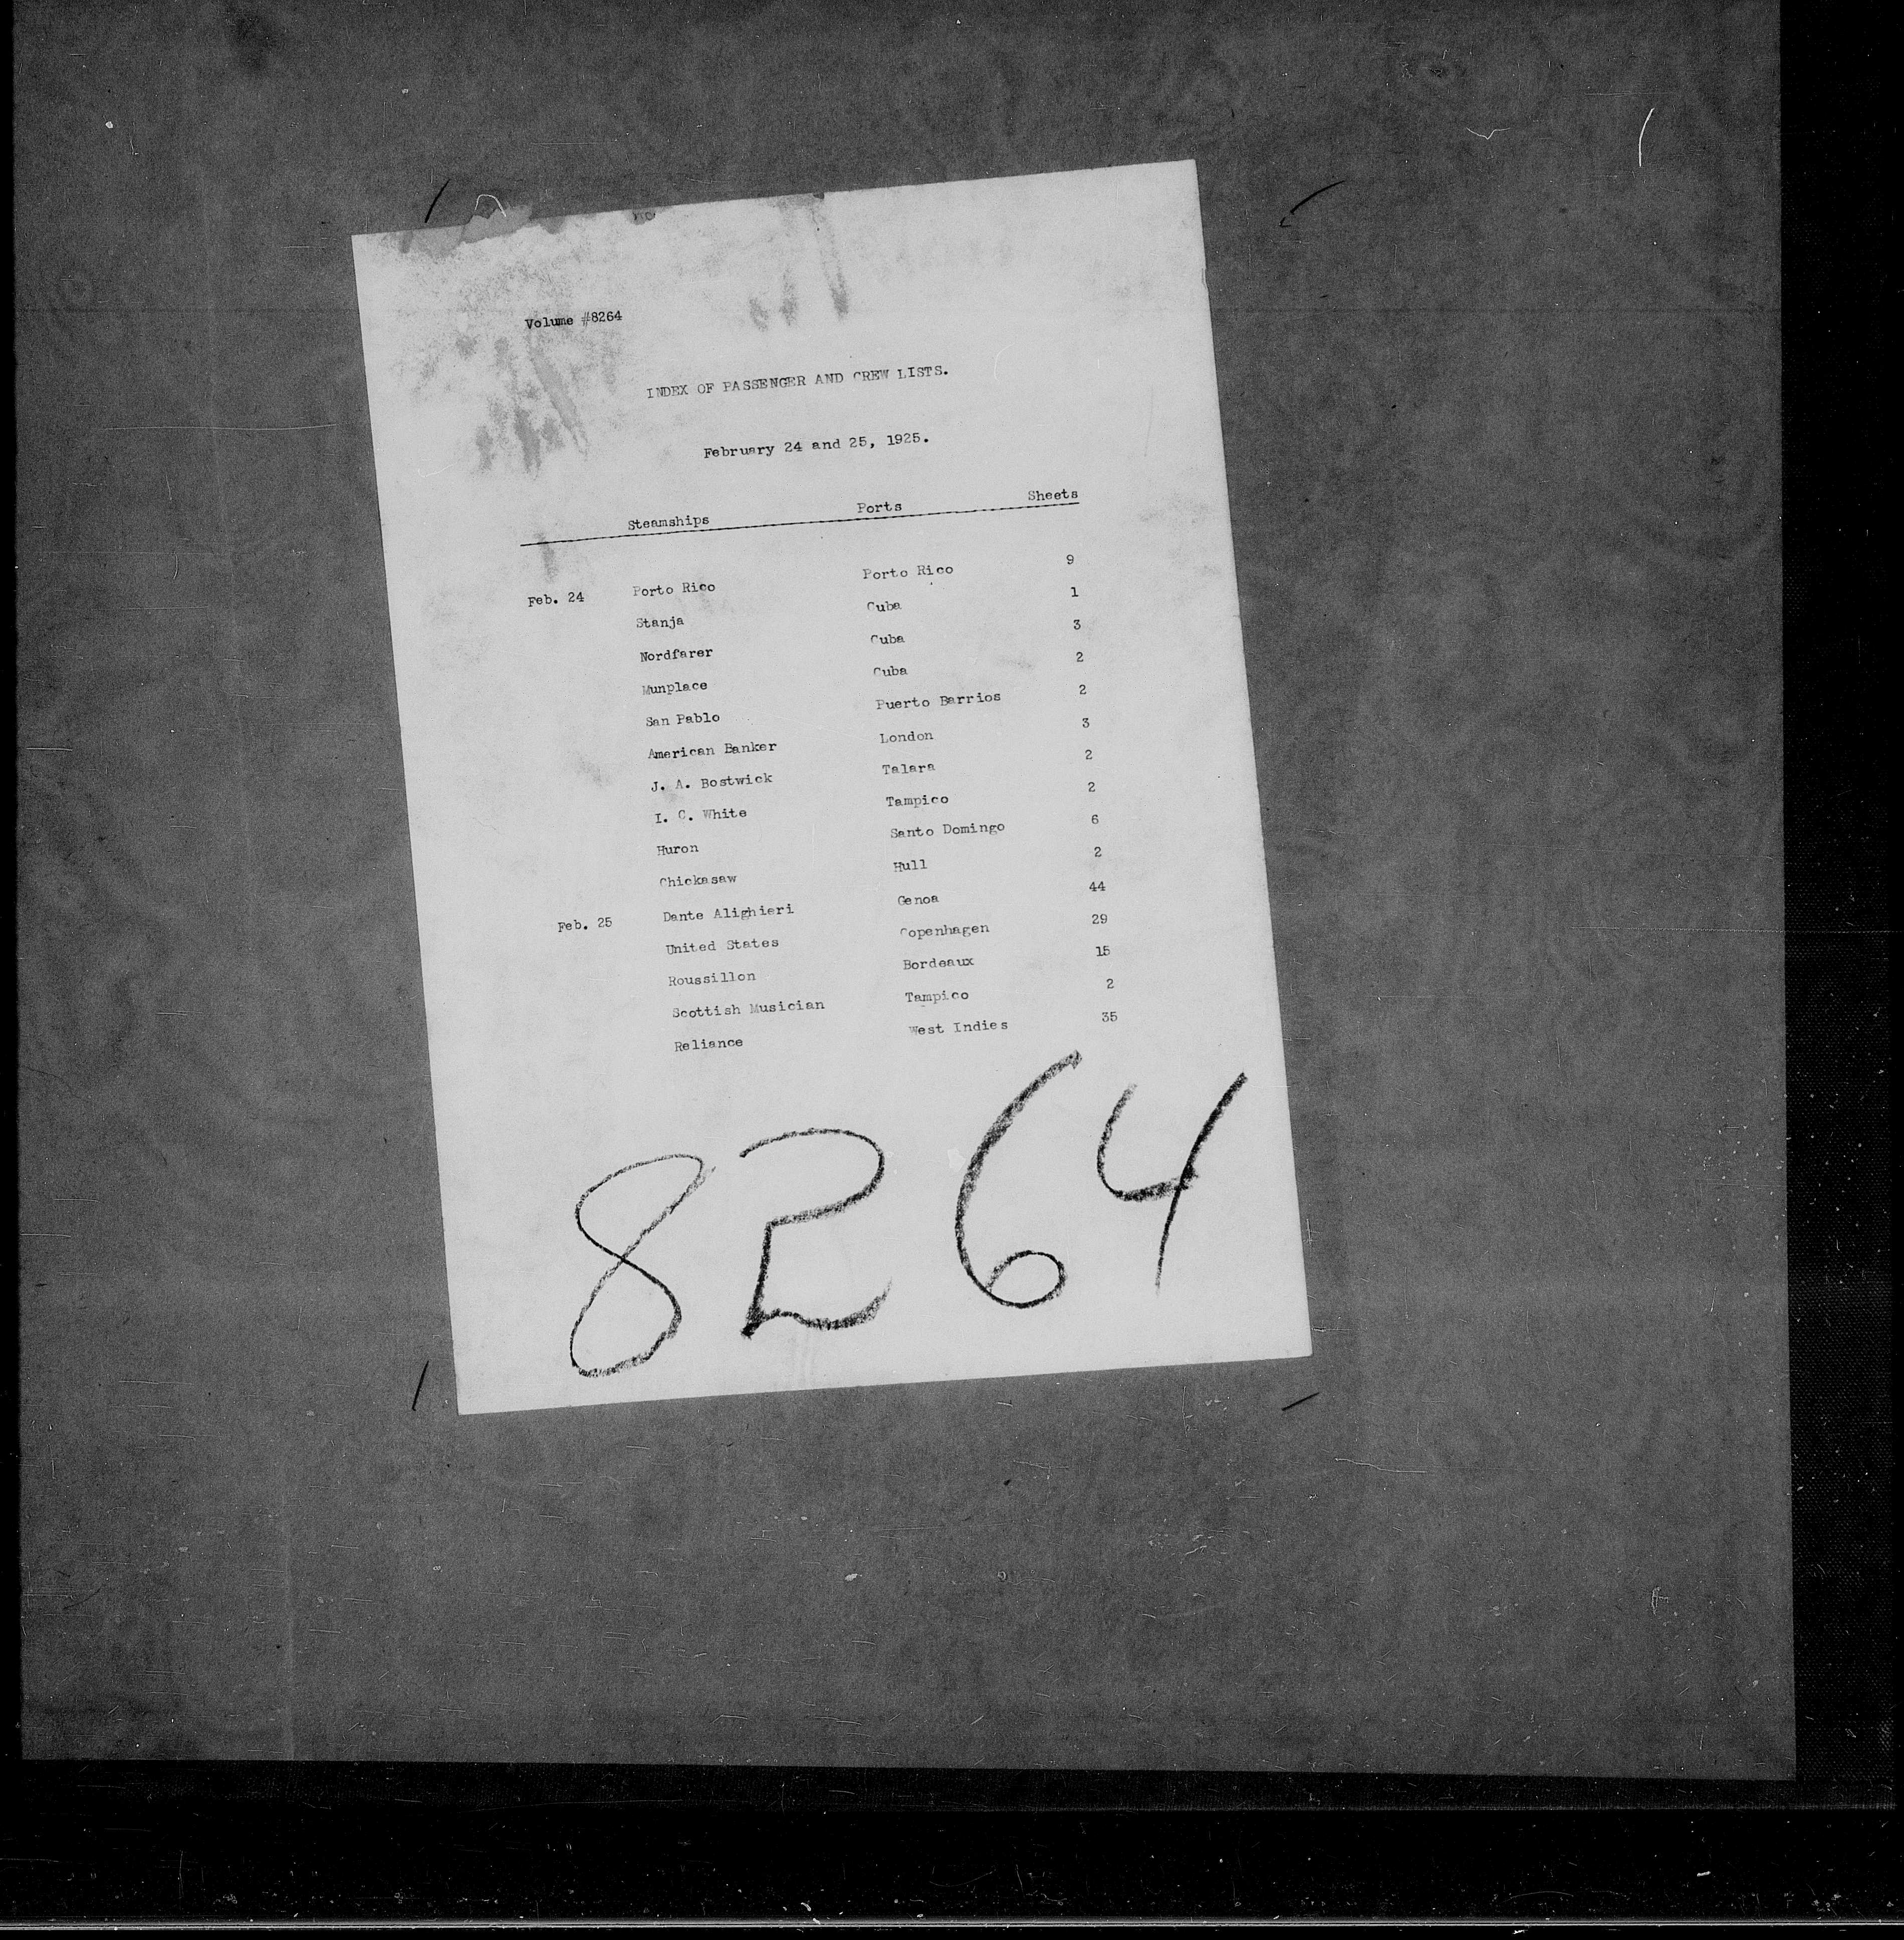 Volume #8264
INDEX OF PASSENGER AND CREW LISTS.
February 24 and 25, 1925.
Steamships Ports Sheets
Feb. 24 Porto Rico Porto Rico 9
Stanja Cuba 1
Nordfarer Cuba 3
Munplace Cuba 2
San Pablo Puerto Barrios 2
American Banker London 3
J. A. Bostwick Talara 2
I. C. White Tampico 2
Huron Santo Domingo 6
Chickasaw Hull 2
Feb. 25 Dante Alighieri Genoa 44
United States Copenhagen 29
Roussillon Bordeaux 15
Scottish Musician Tampico 2
Reliance West Indies 35
8264